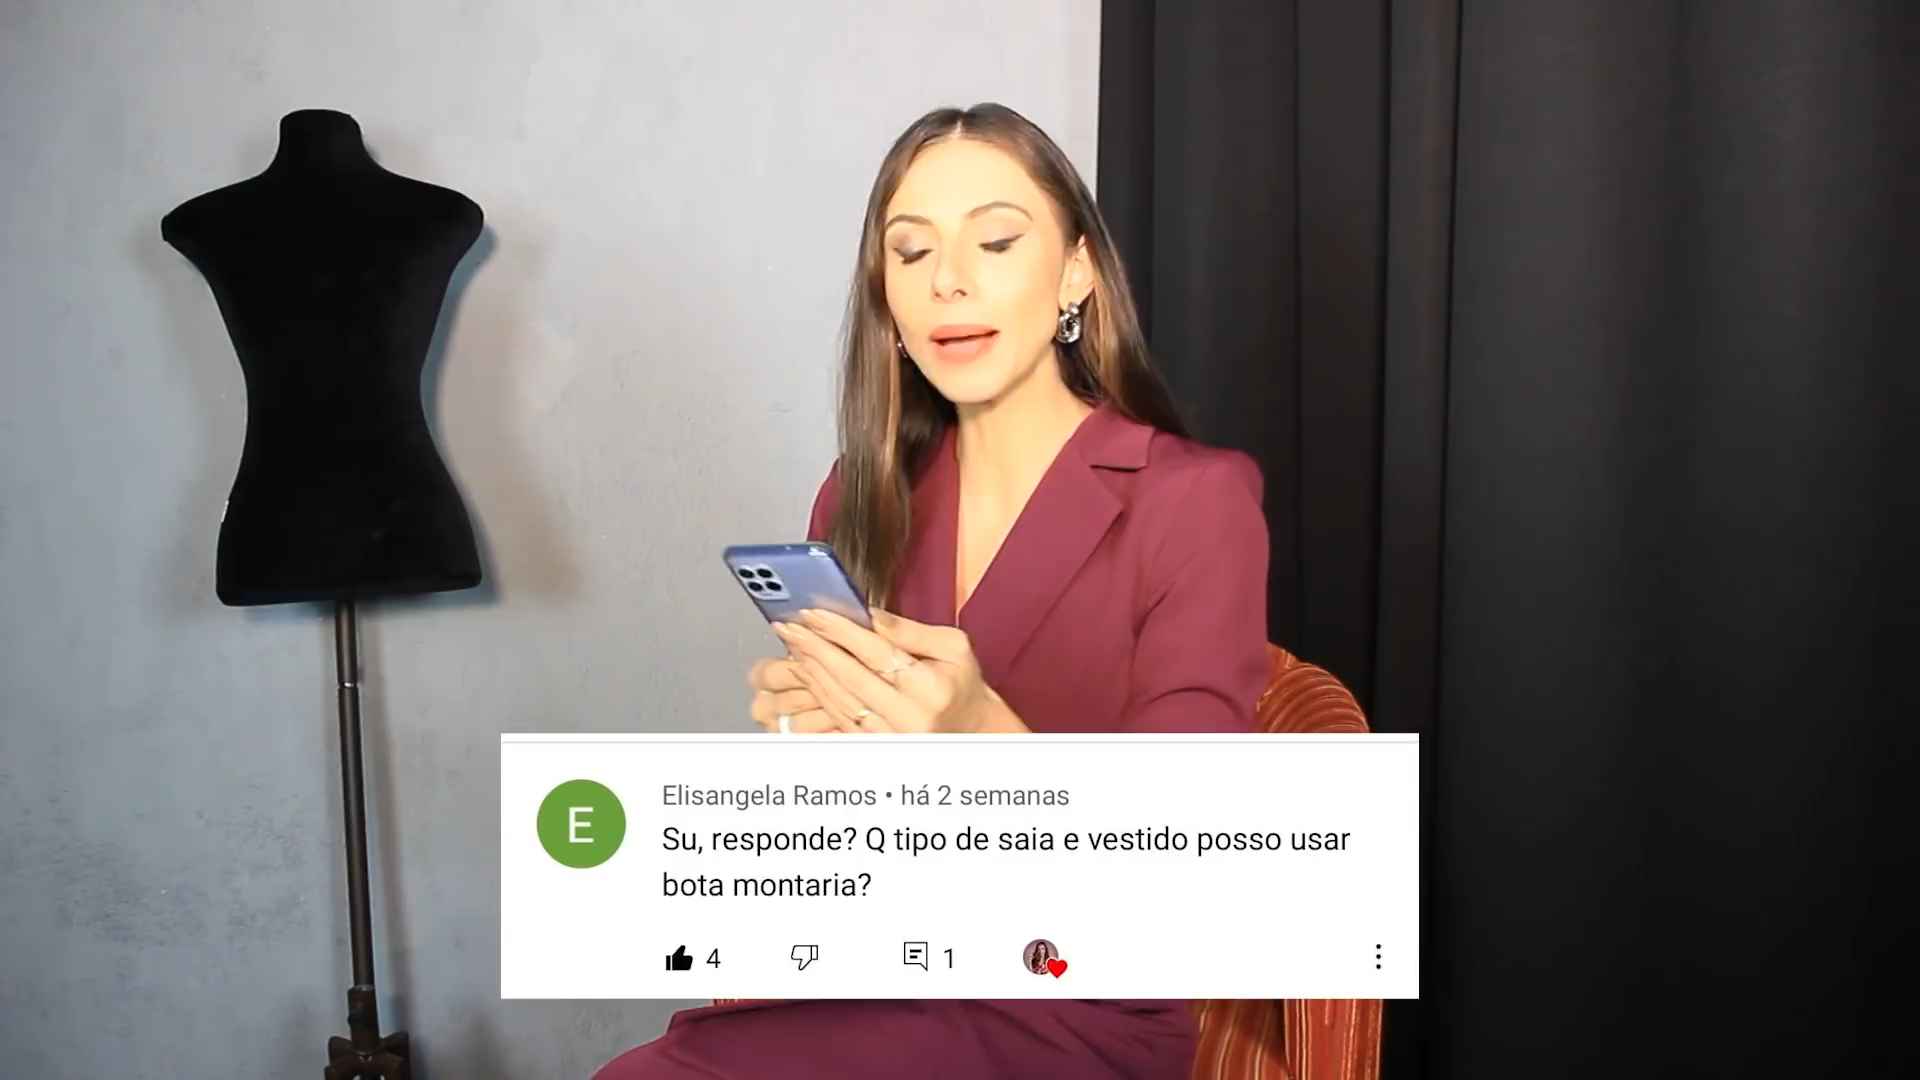 E
Elisangela Ramos • há 2 semanas
Su, responde? Q tipo de saia e vestido posso usar
bota montaria?
4
1